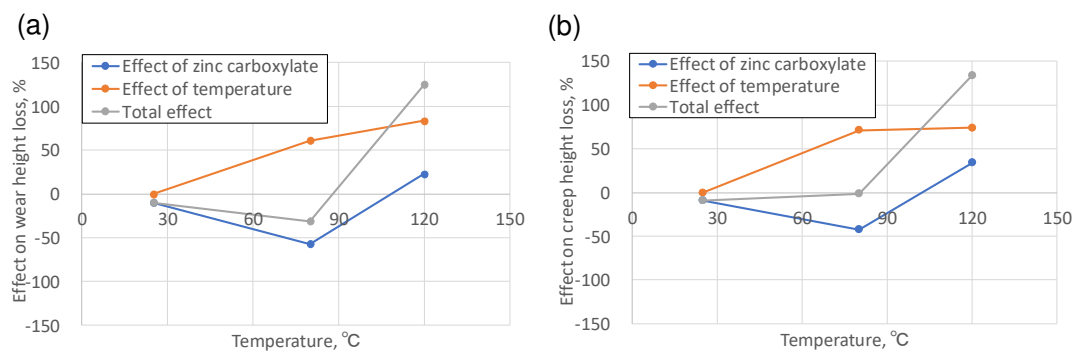 (a)
Effect of zinc carboxylate
Effect of temperature
Total effect
Effect on wear height loss, %
150
100
50
0
-50
-100
-150
0 30 60 90 120 150
Temperature, °C
(b)
Effect of zinc carboxylate
Effect of temperature
Total effect
Effect on creep height loss, %
150
100
50
0
-50
-100
-150
0 30 60 90 120 150
Temperature, °C